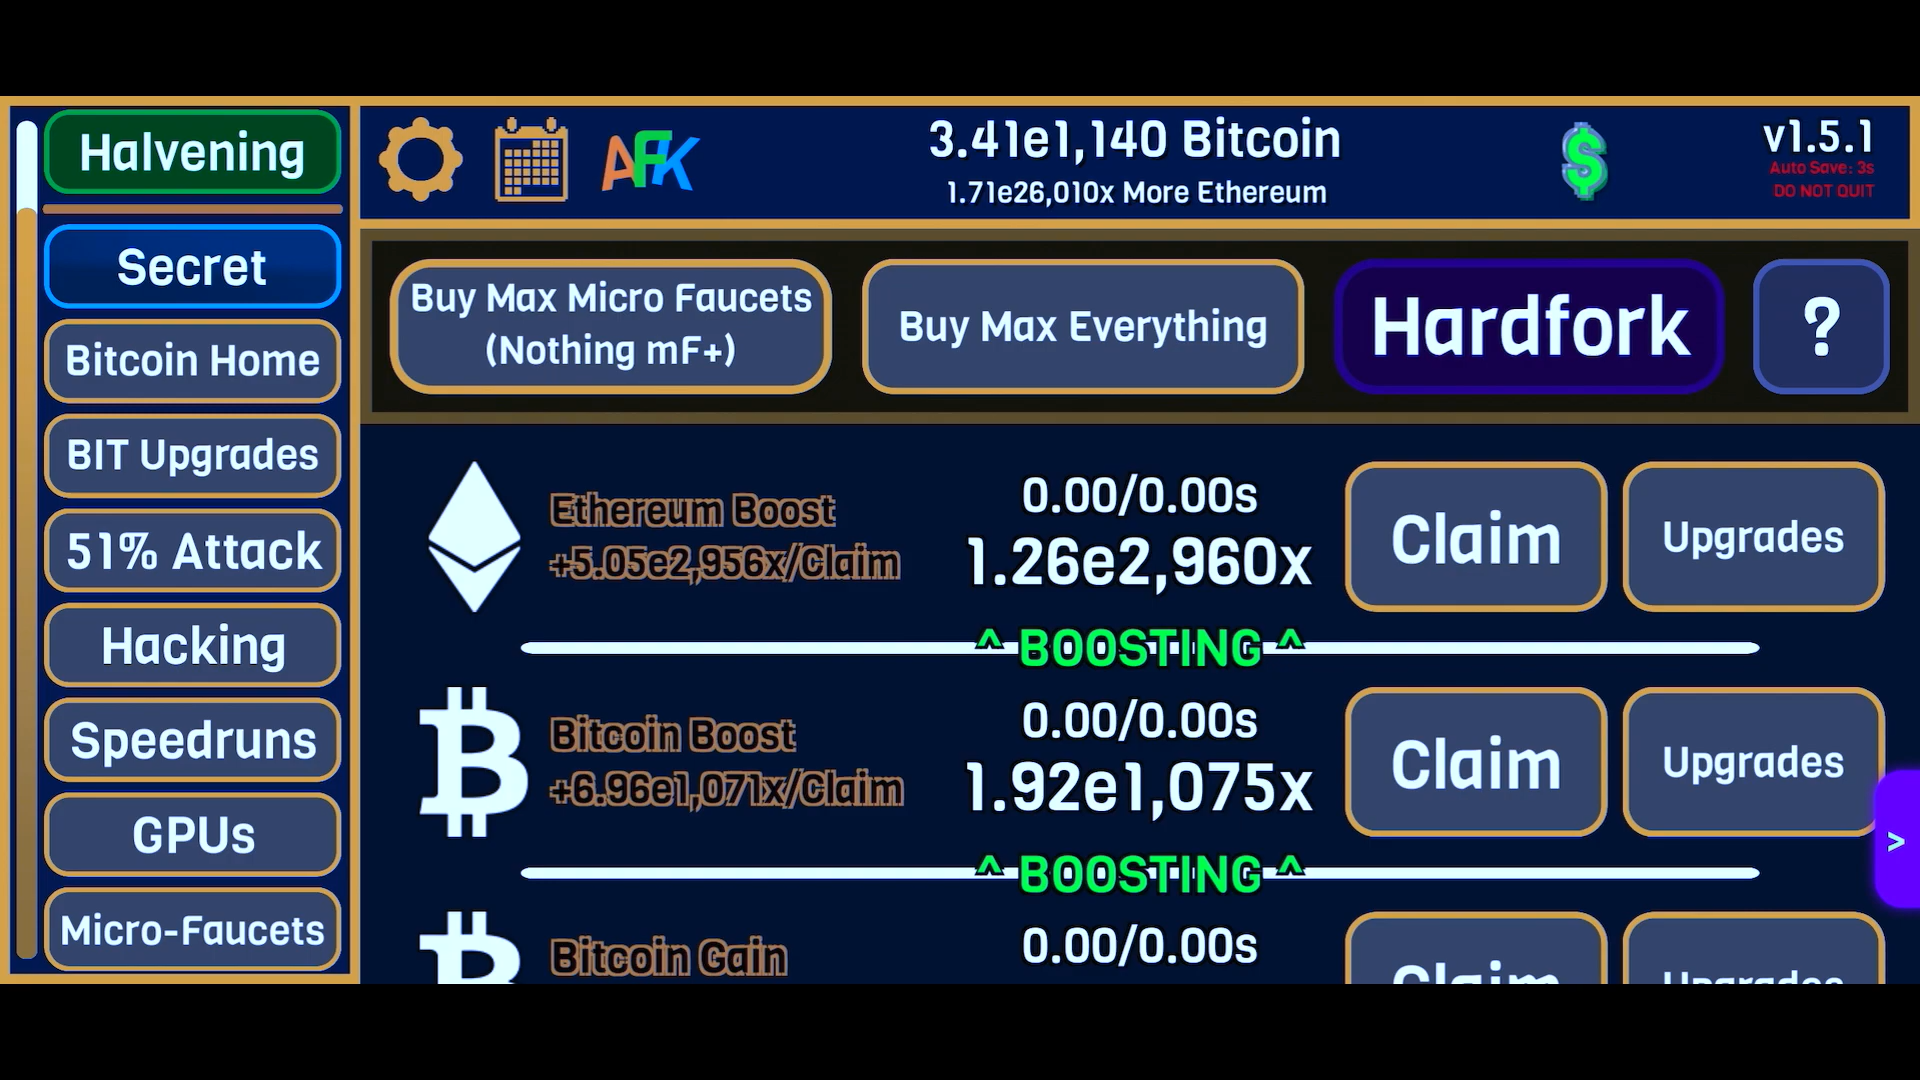 Halvening
Secret
Bitcoin Home
BIT Upgrades
51% Attack
Hacking
Speedruns
GPUs
Micro-Faucets
AFK
3.41e1,140 Bitcoin
1.71e26,010x More Ethereum
$
v1.5.1
Auto Save: 3s
DO NOT QUIT
Buy Max Micro Faucets
(Nothing mF+)
Buy Max Everything
Hardfork
?
Ethereum Boost
+5.05e2,956x/Claim
0.00/0.00s
1.26e2,960x
Claim
Upgrades
^ BOOSTING ^
Bitcoin Boost
+6.96e1,071x/Claim
0.00/0.00s
1.92e1,075x
Claim
Upgrades
>
^ BOOSTING ^
Bitcoin Gain
0.00/0.00s
Claim
Upgrades